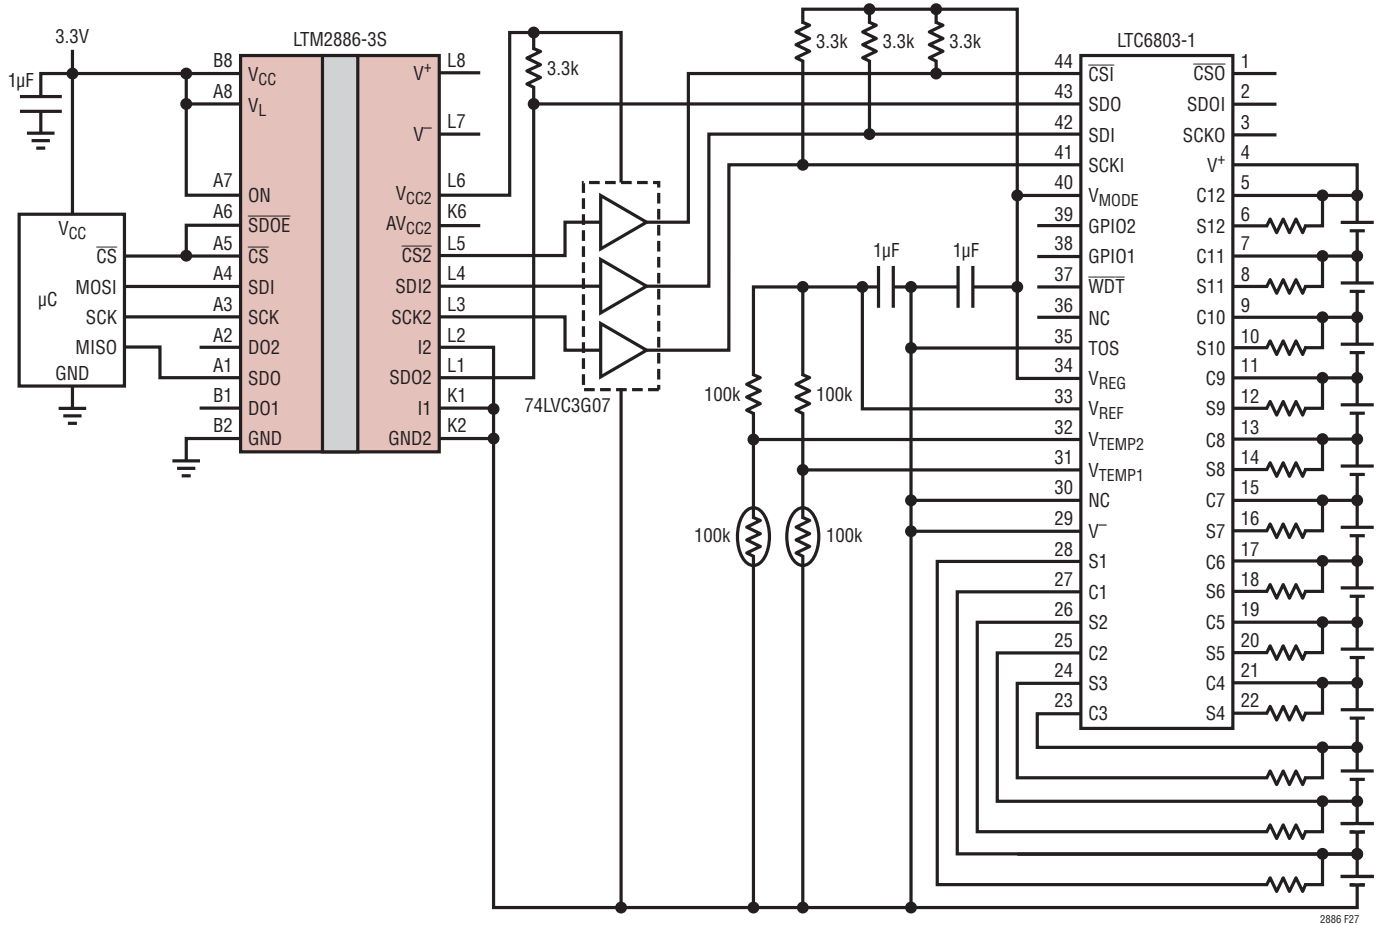 3.3V
1µF
LTM2886-3S
B8
VCC
A8
VL
A7
ON
A6
SDOE
A5
CS
A4
SDI
A3
SCK
A2
DO2
A1
SDO
B1
DO1
B2
GND
VCC
CS
MOSI
µC
SCK
MISO
GND
V+
L8
V–
L7
VCC2
L6
AVCC2
K6
CS2
L5
SDI2
L4
SCK2
L3
I2
L2
SDO2
L1
I1
K1
GND2
K2
3.3k
74LVC3G07
3.3k
3.3k
3.3k
1µF
1µF
100k
100k
100k
100k
LTC6803-1
44
CSI
43
SDO
42
SDI
41
SCKI
40
VMODE
39
GPIO2
38
GPIO1
37
WDT
36
NC
35
TOS
34
VREG
33
VREF
32
VTEMP2
31
VTEMP1
30
NC
29
V–
28
S1
27
C1
26
S2
25
C2
24
S3
23
C3
CSO
1
SDOI
2
SCKO
3
V+
4
C12
5
S12
6
C11
7
S11
8
C10
9
S10
10
C9
11
S9
12
C8
13
S8
14
C7
15
S7
16
C6
17
S6
18
C5
19
S5
20
C4
21
S4
22
2886 F27